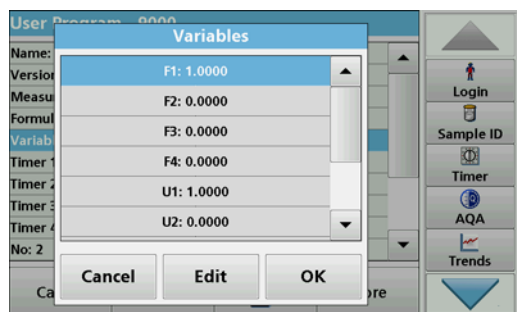 User Program 9000
Variables
Name:
Version
Measu
Formul
Variab
Timer 1
Timer 2
Timer 3
Timer 4
No: 2
F1: 1.0000
F2: 0.0000
F3: 0.0000
F4: 0.0000
U1: 1.0000
U2: 0.0000
Cancel
Edit
OK
Ca
ore
Login
Sample ID
Timer
AQA
Trends